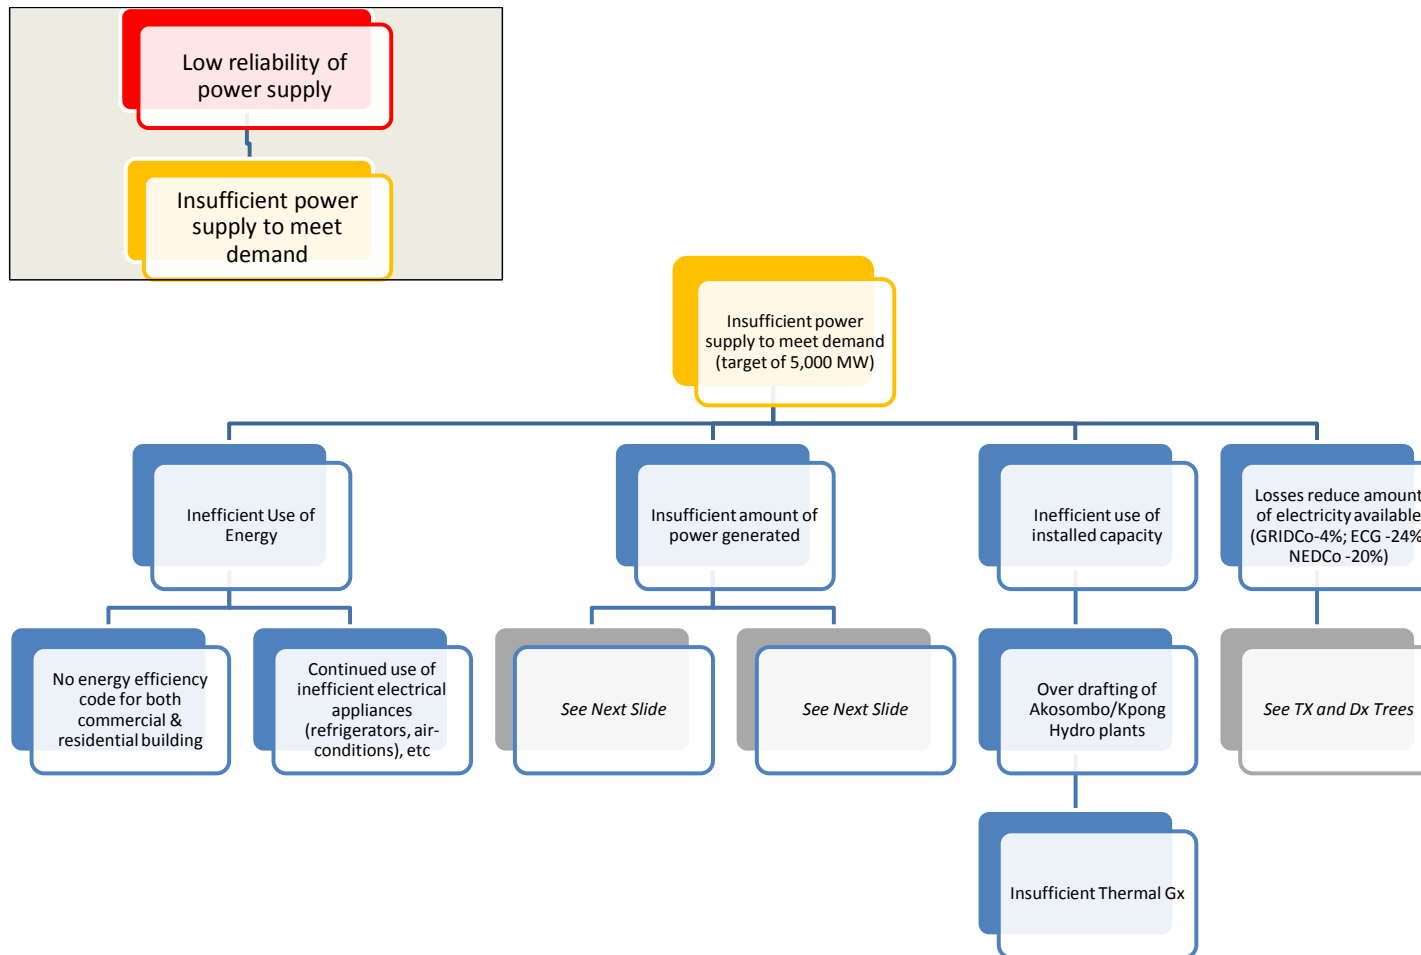 Low reliability of
power supply
Insufficient power
supply to meet
demand
Insufficient power
supply to meet demand
(target of 5,000 MW)
Inefficient Use of
Energy
Insufficient amount of
power generated
Inefficient use of
installed capacity
Losses reduce amount
of electricity available
(GRIDCo-4%; ECG -24%
NEDCo -20%)
No energy efficiency
code for both
commercial &
residential building
Continued use of
inefficient electrical
appliances
(refrigerators, air-
conditions), etc
See Next Slide
See Next Slide
Over drafting of
Akosombo/Kpong
Hydro plants
See TX and Dx Trees
Insufficient Thermal Gx